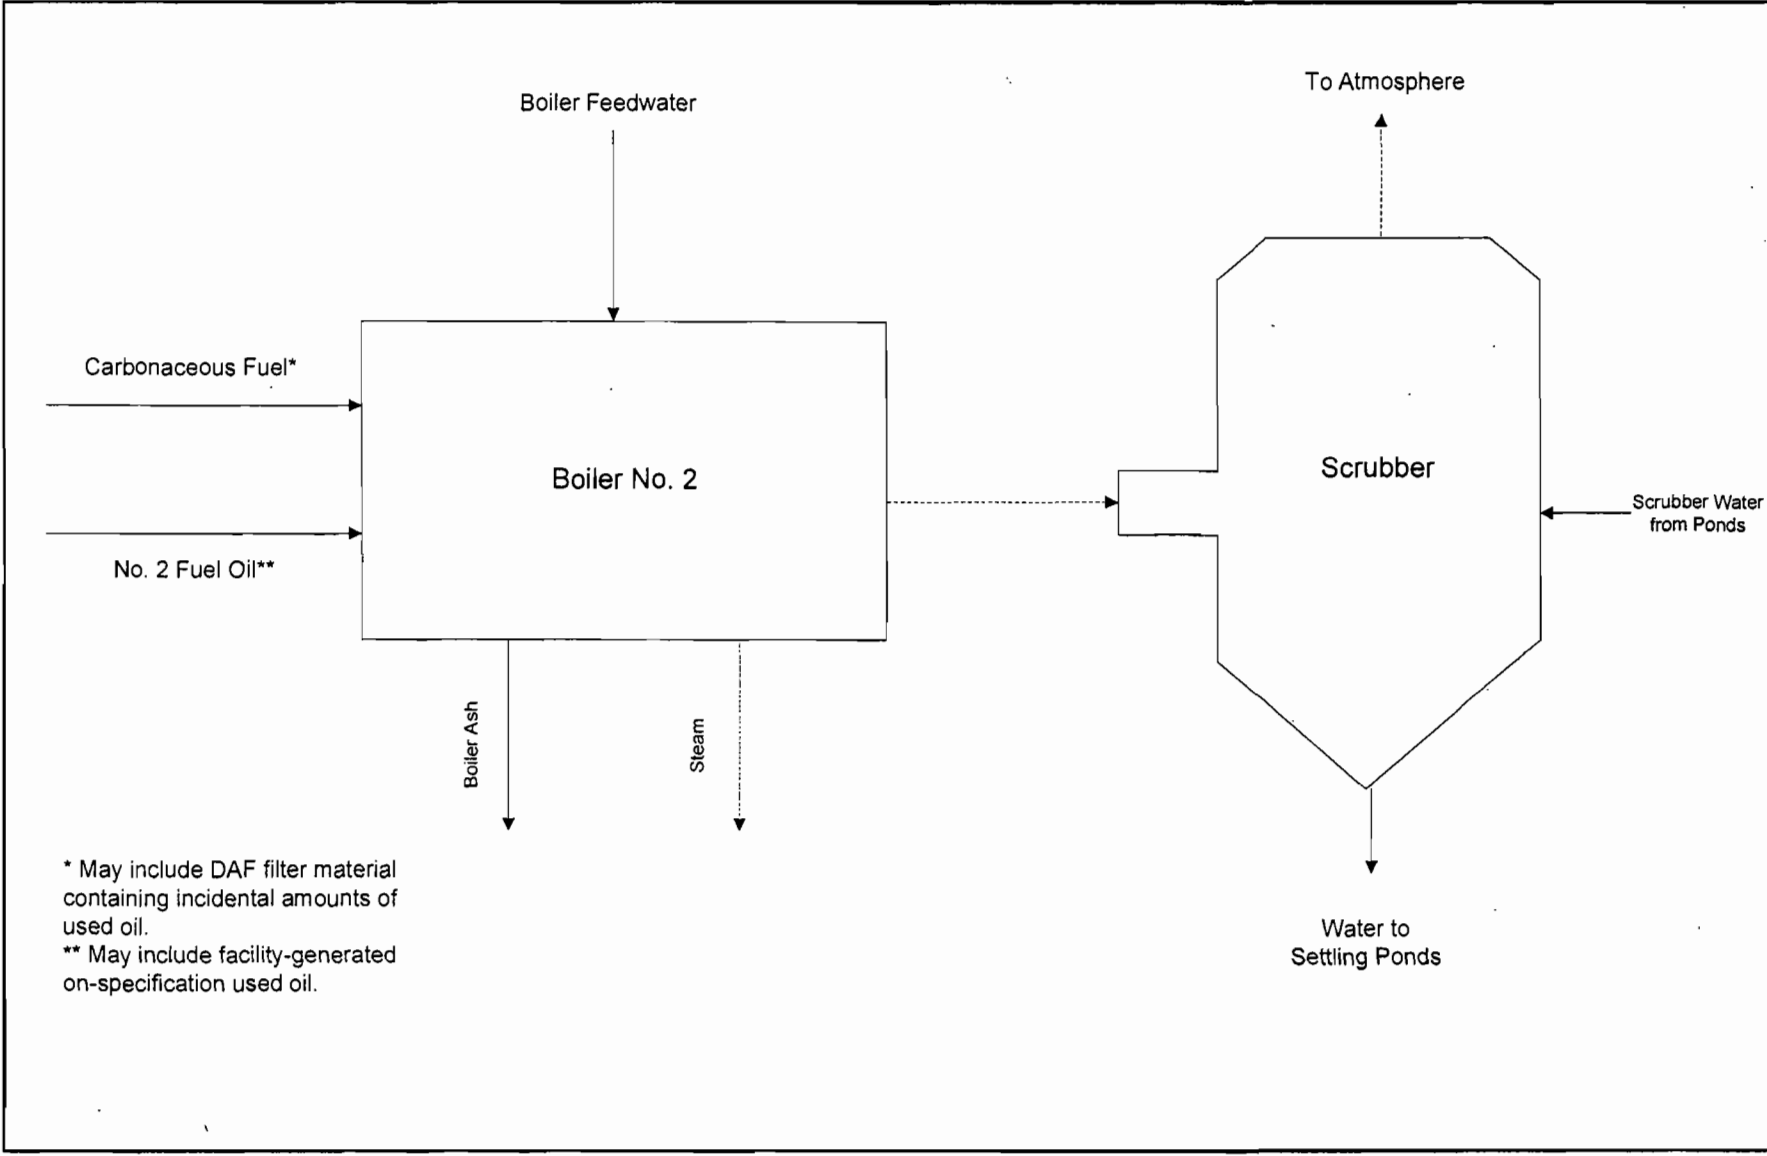 To Atmosphere
Boiler Feedwater
Carbonaceous Fuel*
Boiler No. 2
Scrubber
Scrubber Water
from Ponds
No. 2 Fuel Oil**
Boiler Ash
Steam
* May include DAF filter material
containing incidental amounts of
used oil.
** May include facility-generated
on-specification used oil.
Water to
Settling Ponds